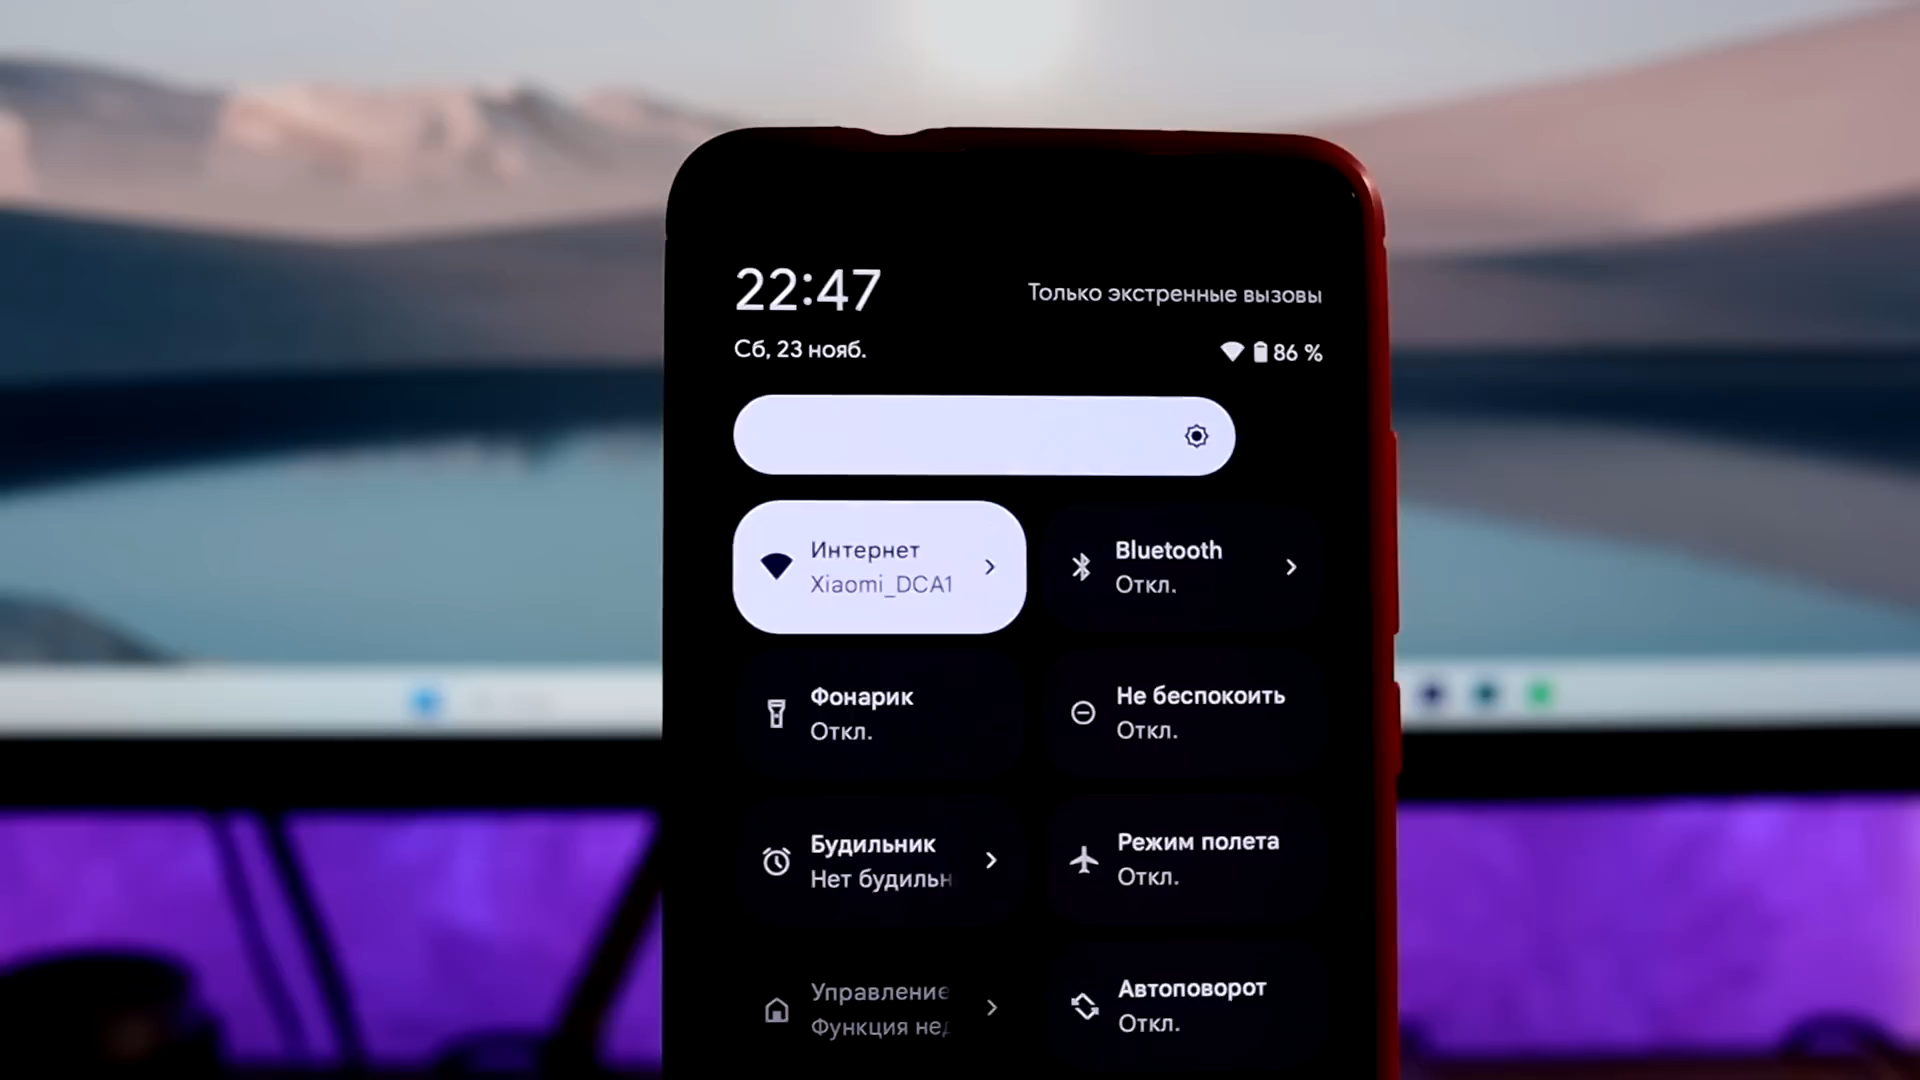 22:47
Только экстренные вызовы
Сб, 23 нояб.
86 %
Интернет
Xiaomi_DCA1
Bluetooth
Откл.
Фонарик
Откл.
Не беспокоить
Откл.
Будильник
Нет будильн
Режим полета
Откл.
Управление
Функция нед
Автоповорот
Откл.